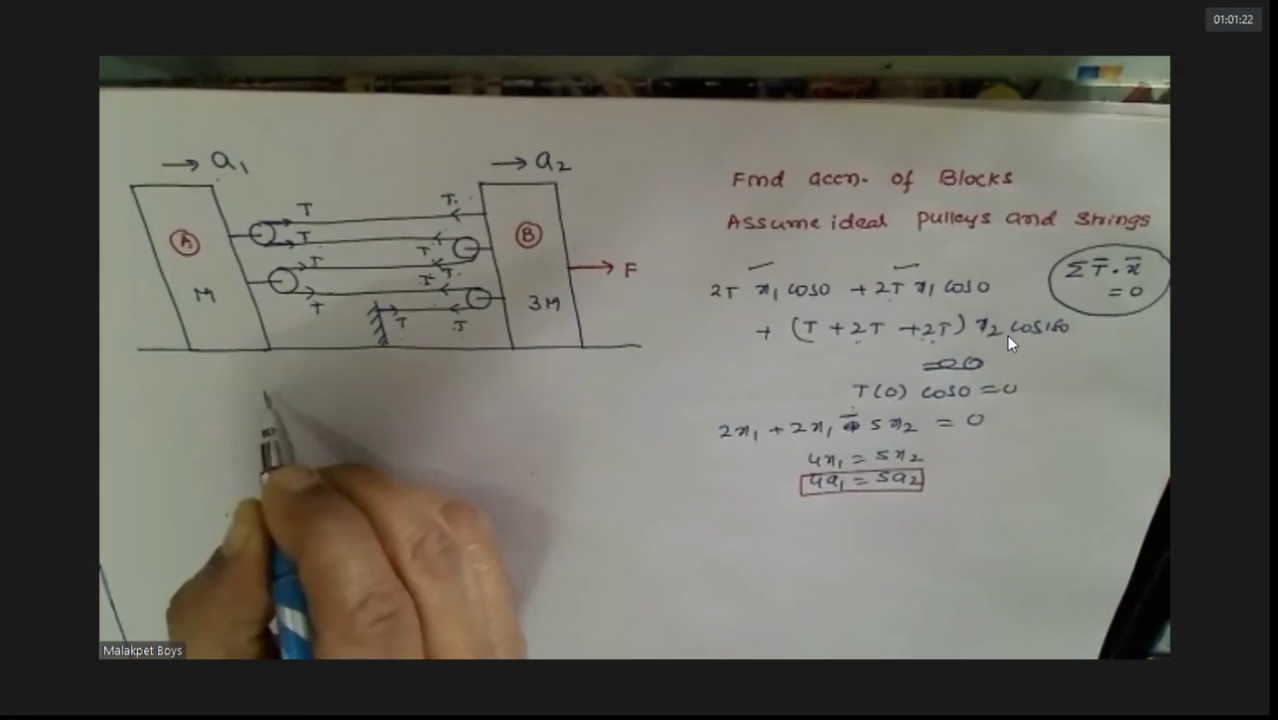 01:01:22
→ a1
→ a2
Find accn. of Blocks
Assume ideal pulleys and strings
A
M
B
3M
F
T
T
T
T
T
T.
T
T.
T.
T
2T x1 cos0 + 2T x1 cos0
+ (T + 2T + 2T) x2 cos180
= 0
Σ T̄ . x̄
= 0
T(0) cos0 = 0
2x1 + 2x1 - 5x2 = 0
4x1 = 5x2
4a1 = 5a2
Malakpet Boys